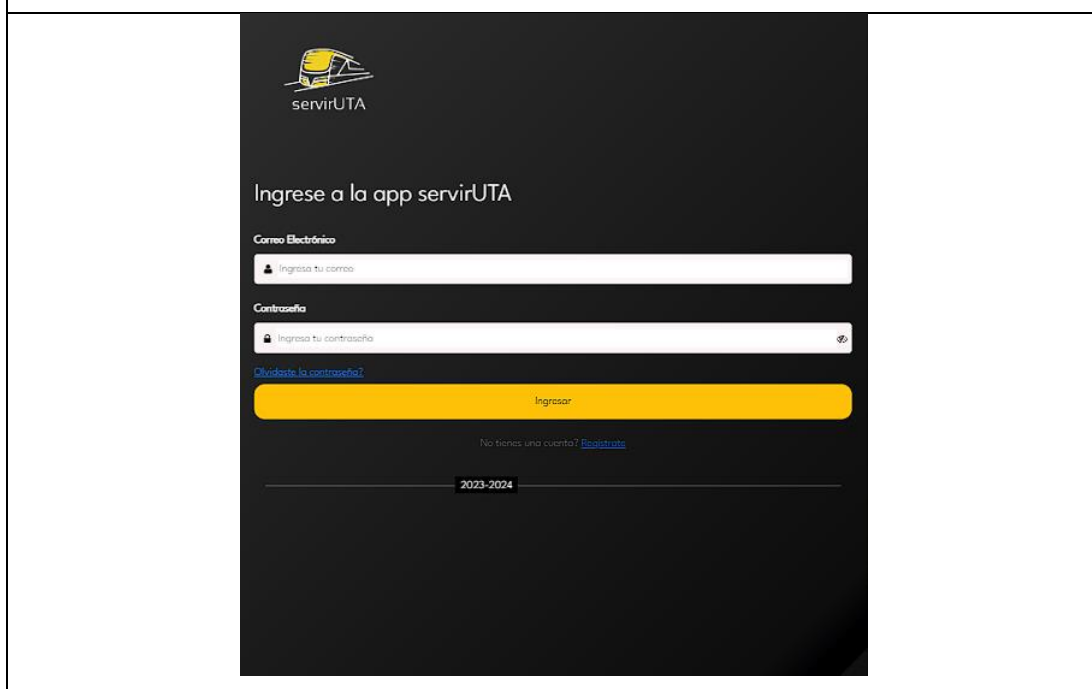 servirUTA
Ingrese a la app servirUTA
Correo Electrónico
Ingresa tu correo
Contraseña
Ingresa tu contraseña
Olvidaste la contraseña?
Ingresar
No tienes una cuenta? Registrate
2023-2024